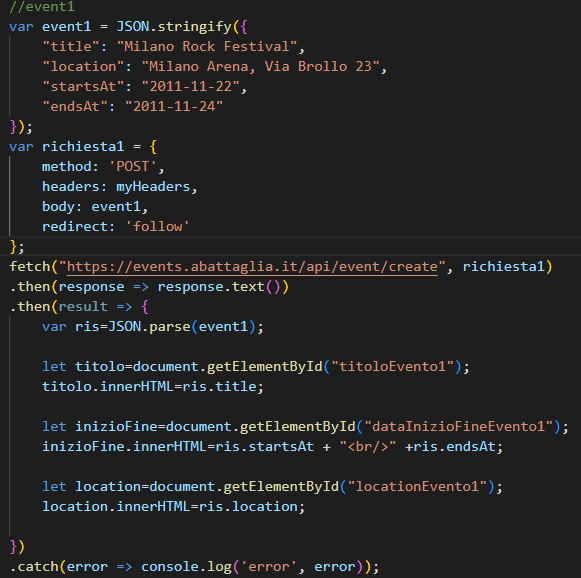 //event1
var event1 = JSON.stringify({
    "title": "Milano Rock Festival",
    "location": "Milano Arena, Via Brollo 23",
    "startsAt": "2011-11-22",
    "endsAt": "2011-11-24"
});
var richiesta1 = {
    method: 'POST',
    headers: myHeaders,
    body: event1,
    redirect: 'follow'
};
fetch("https://events.abattaglia.it/api/event/create", richiesta1)
.then(response => response.text())
.then(result => {
    var ris=JSON.parse(event1);

    let titolo=document.getElementById("titoloEvento1");
    titolo.innerHTML=ris.title;

    let inizioFine=document.getElementById("dataInizioFineEvento1");
    inizioFine.innerHTML=ris.startsAt + "<br/>" +ris.endsAt;

    let location=document.getElementById("locationEvento1");
    location.innerHTML=ris.location;

})
.catch(error => console.log('error', error));